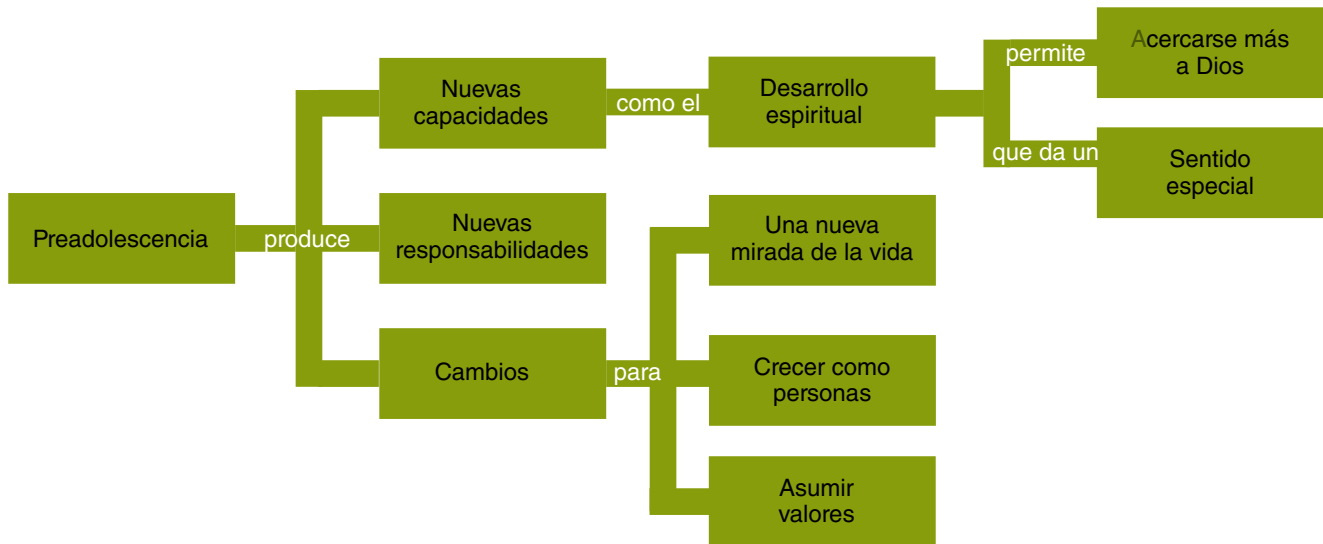 Preadolescencia
produce
Nuevas
capacidades
como el
Desarrollo
espiritual
permite
Acercarse más
a Dios
que da un
Sentido
especial
Nuevas
responsabilidades
Cambios
para
Una nueva
mirada de la vida
Crecer como
personas
Asumir
valores